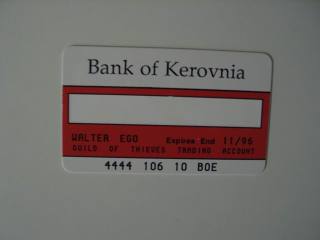 Bank of Kerovnia
WALTER EGO Expires End 11/96
GUILD OF THIEVES TRADING ACCOUNT
4444 106 10 BOE